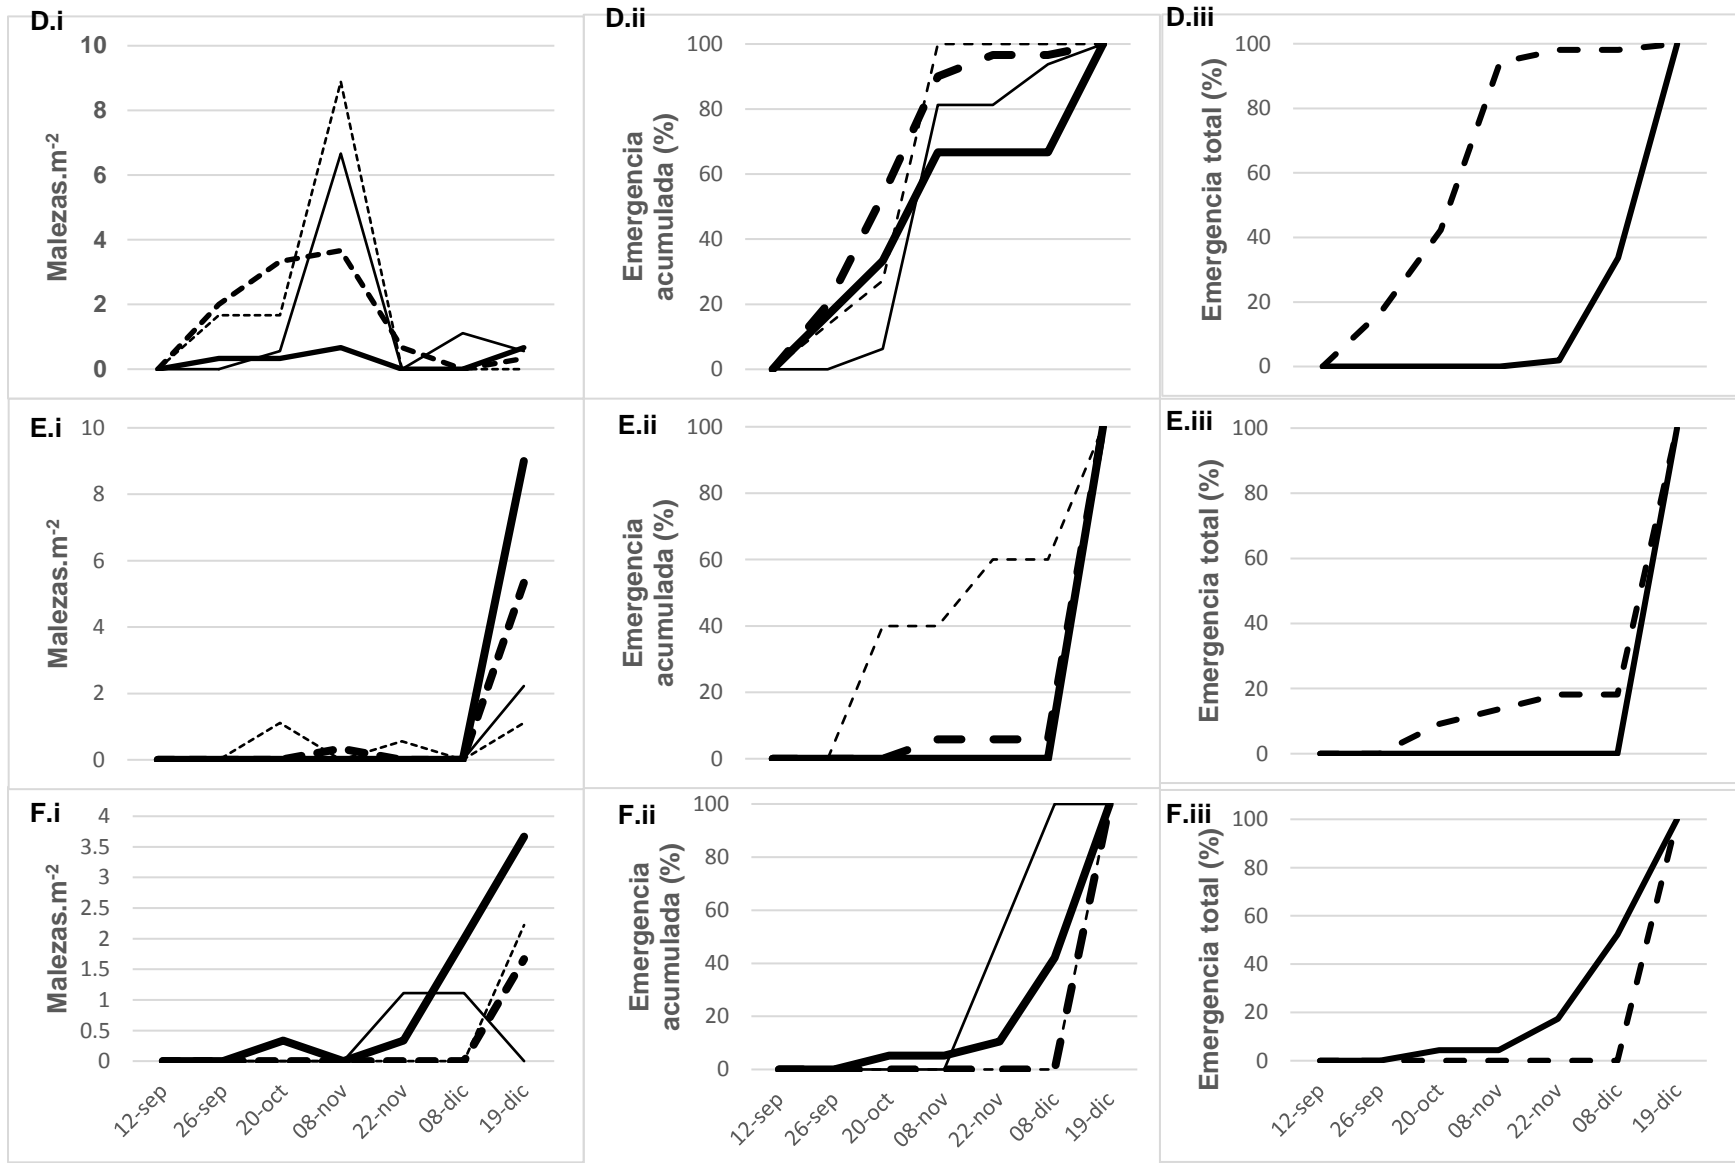 D.i
Malezas.m-2
10
8
6
4
2
0
D.ii
Emergencia
acumulada (%)
100
80
60
40
20
0
D.iii
Emergencia total (%)
100
80
60
40
20
0
E.i
Malezas.m-2
10
8
6
4
2
0
E.ii
Emergencia
acumulada (%)
100
80
60
40
20
0
E.iii
Emergencia total (%)
100
80
60
40
20
0
F.i
Malezas.m-2
4
3.5
3
2.5
2
1.5
1
0.5
0
12-sep
26-sep
20-oct
08-nov
22-nov
08-dic
19-dic
F.ii
Emergencia
acumulada (%)
100
80
60
40
20
0
12-sep
26-sep
20-oct
08-nov
22-nov
08-dic
19-dic
F.iii
Emergencia total (%)
100
80
60
40
20
0
12-sep
26-sep
20-oct
08-nov
22-nov
08-dic
19-dic